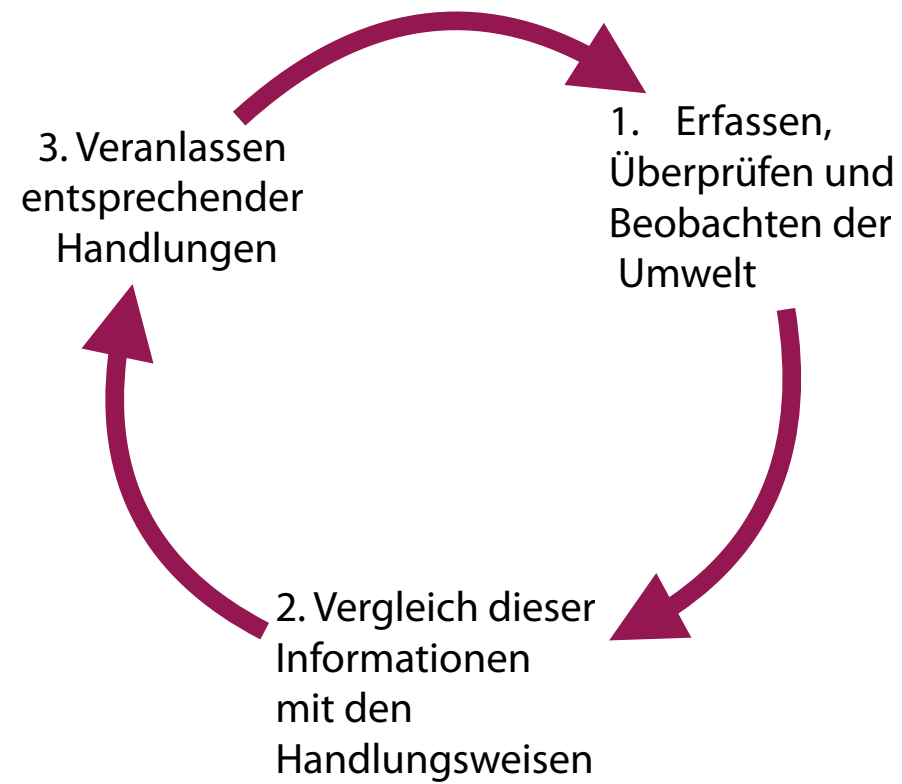 1. Erfassen,
Überprüfen und
Beobachten der
Umwelt
2. Vergleich dieser
Informationen
mit den
Handlungsweisen
3. Veranlassen
entsprechender
Handlungen